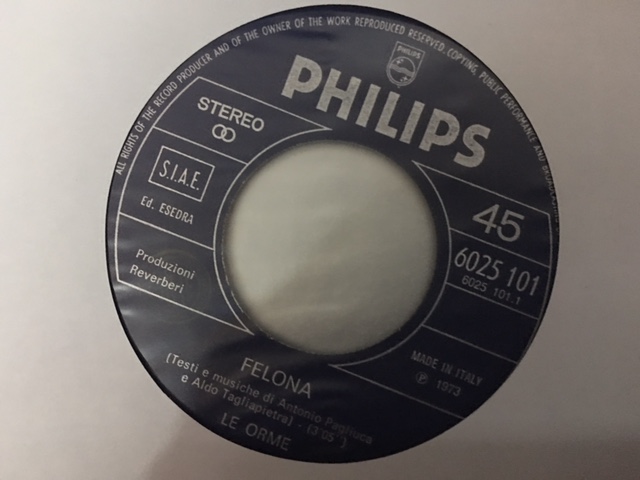 ALL RIGHTS OF THE RECORD PRODUCER AND OF THE OWNER OF THE WORK REPRODUCED RESERVED. COPYING, PUBLIC PERFORMANCE AND BROADCASTING
PHILIPS
PHILIPS
STEREO
S.I.A.E.
Ed. ESEDRA
Produzioni
Reverberi
45
6025 101
6025 101.1
MADE IN ITALY
℗ 1973
FELONA
(Testi e musiche di Antonio Pagliuca
e Aldo Tagliapietra) - (3'05")
LE ORME